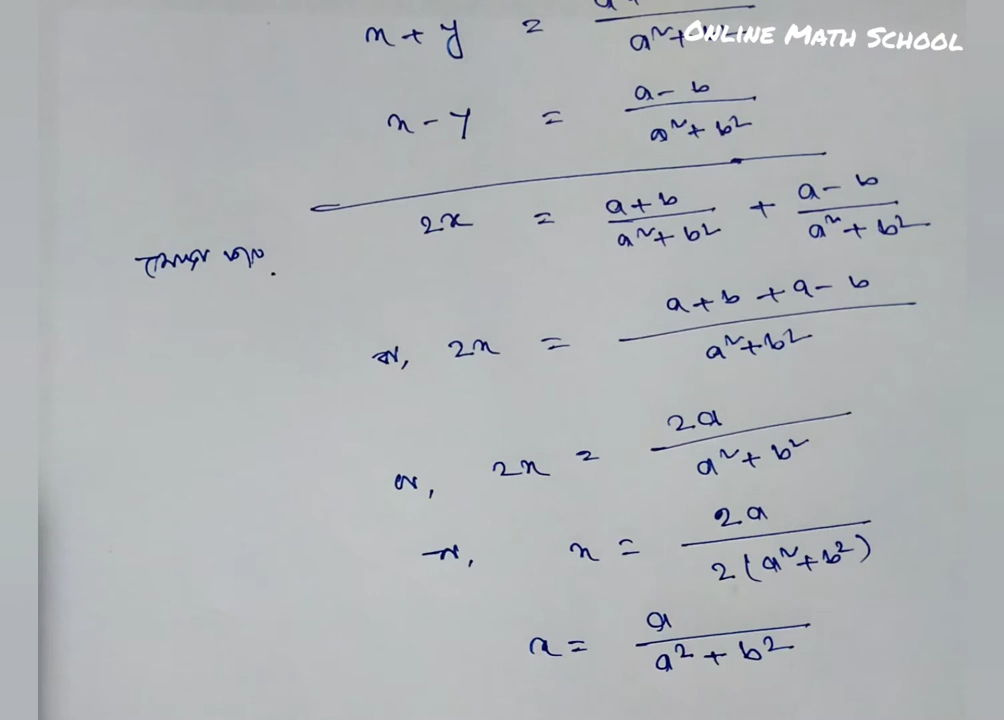 x + y = a+
a² +
ONLINE MATH SCHOOL
x - y = a - b / a² + b²
2x = a + b / a² + b² + a - b / a² + b²
বা, 2x = a + b + a - b / a² + b²
বা, 2x = 2a / a² + b²
বা, x = 2a / 2(a² + b²)
x = a / a² + b²